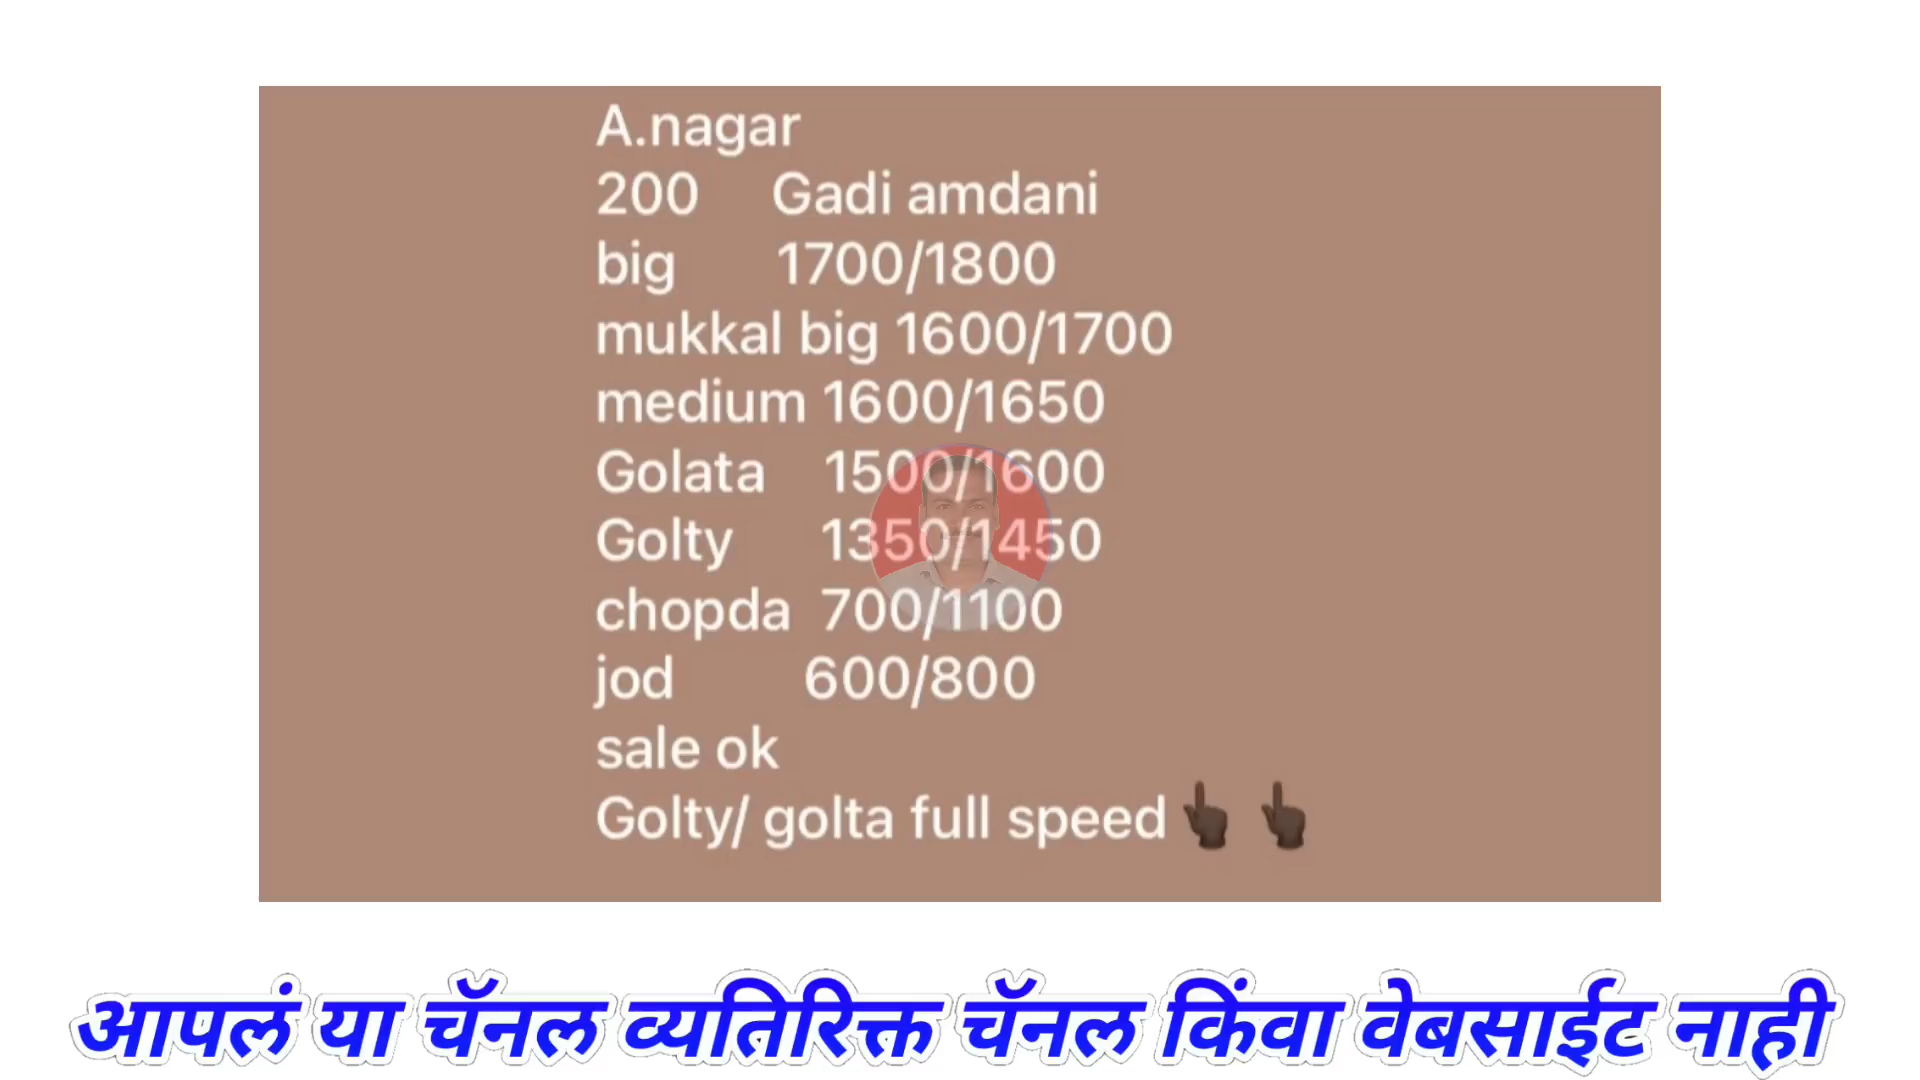 A.nagar
200 Gadi amdani
big 1700/1800
mukkal big 1600/1700
medium 1600/1650
Golata 1500/1600
Golty 1350/1450
chopda 700/1100
jod 600/800
sale ok
Golty/ golta full speed👆🏿 👆🏿
आपलं या चॅनल व्यतिरिक्त चॅनल किंवा वेबसाईट नाही